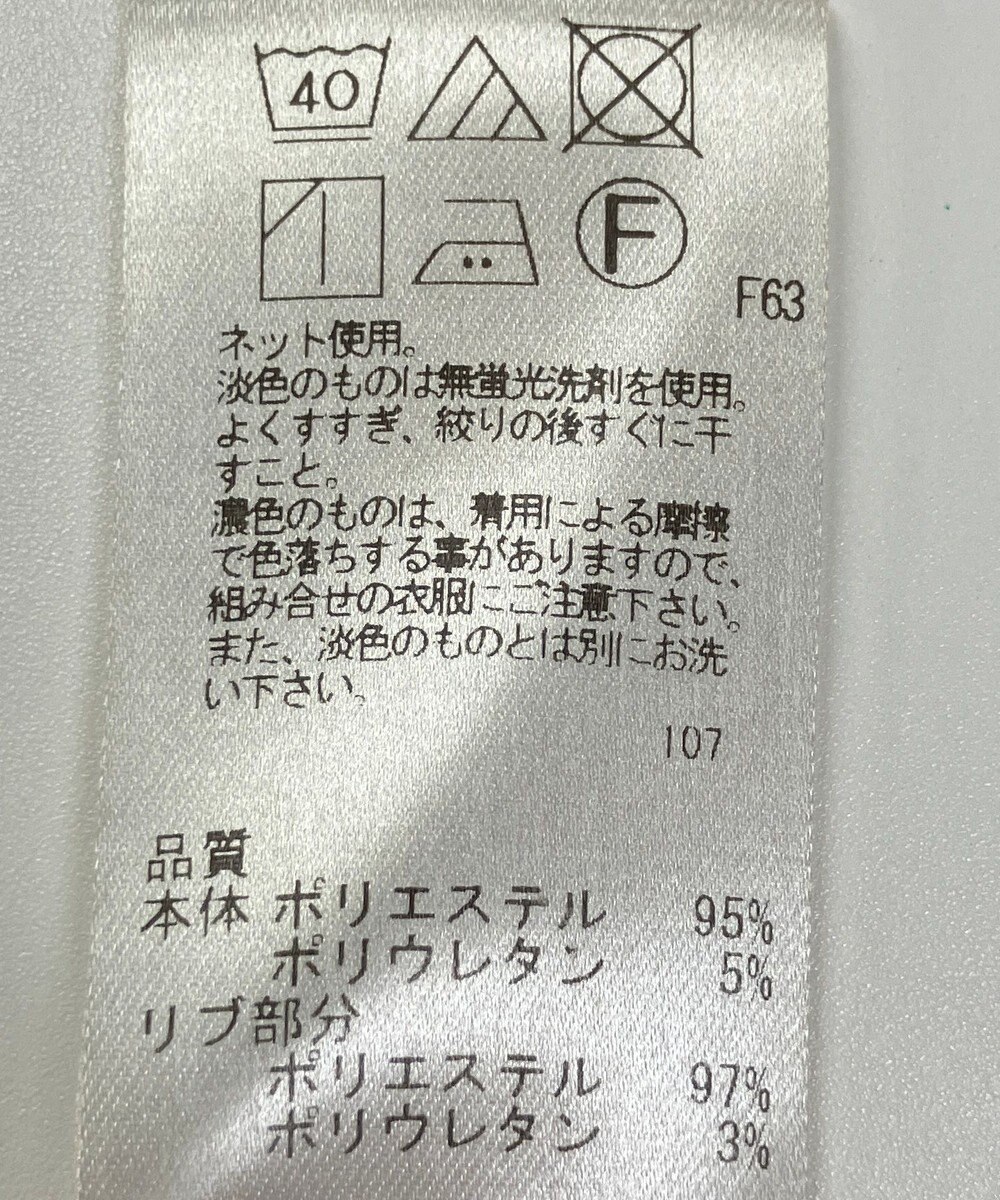 40
F
F63
ネット使用。
淡色のものは無蛍光洗剤を使用。
よくすすぎ、絞りの後すぐに干
すこと。
濃色のものは、着用による摩擦
で色落ちする事がありますので、
組み合せの衣服にご注意下さい。
また、淡色のものとは別にお洗
い下さい。
107
品質
本体 ポリエステル 95%
ポリウレタン 5%
リブ部分
ポリエステル 97%
ポリウレタン 3%